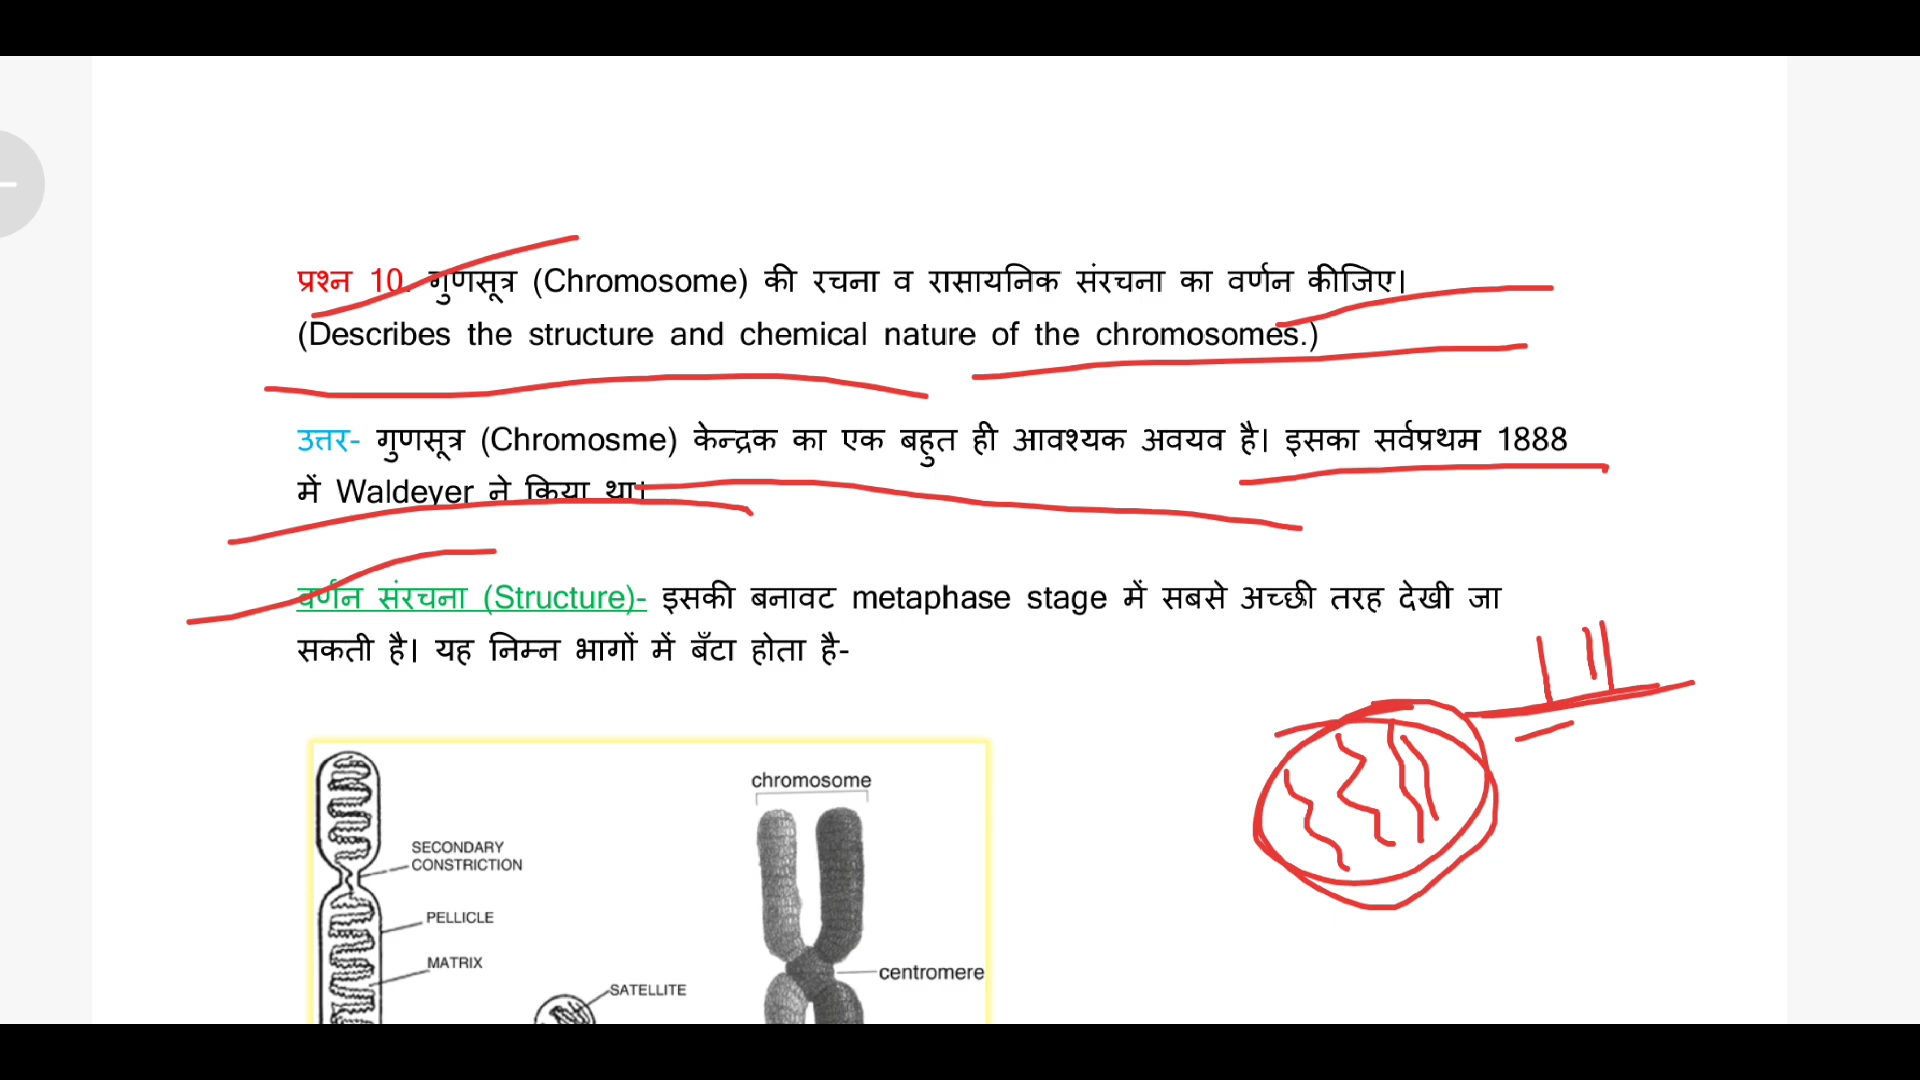 प्रश्न 10. गुणसूत्र (Chromosome) की रचना व रासायनिक संरचना का वर्णन कीजिए।
(Describes the structure and chemical nature of the chromosomes.)
उत्तर- गुणसूत्र (Chromosme) केन्द्रक का एक बहुत ही आवश्यक अवयव है। इसका सर्वप्रथम 1888
में Waldeyer ने किया था।
वर्णन संरचना (Structure)- इसकी बनावट metaphase stage में सबसे अच्छी तरह देखी जा
सकती है। यह निम्न भागों में बँटा होता है-
chromosome
SECONDARY
CONSTRICTION
PELLICLE
MATRIX
centromere
SATELLITE